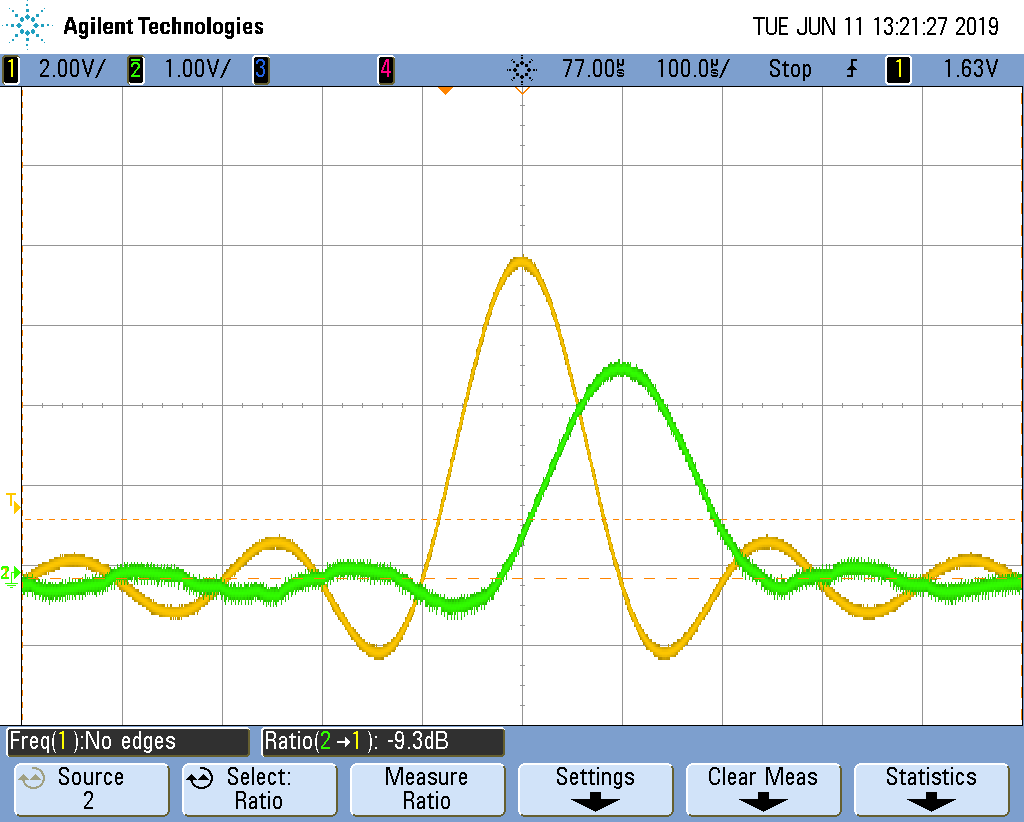 Agilent Technologies TUE JUN 11 13:21:27 2019
1 2.00V/ 2 1.00V/ 3 4 77.00µs 100.0µs/ Stop 1 1.63V
T
2
Freq(1):No edges Ratio(2→1): -9.3dB
Source Select: Measure Settings Clear Meas Statistics
2 Ratio Ratio